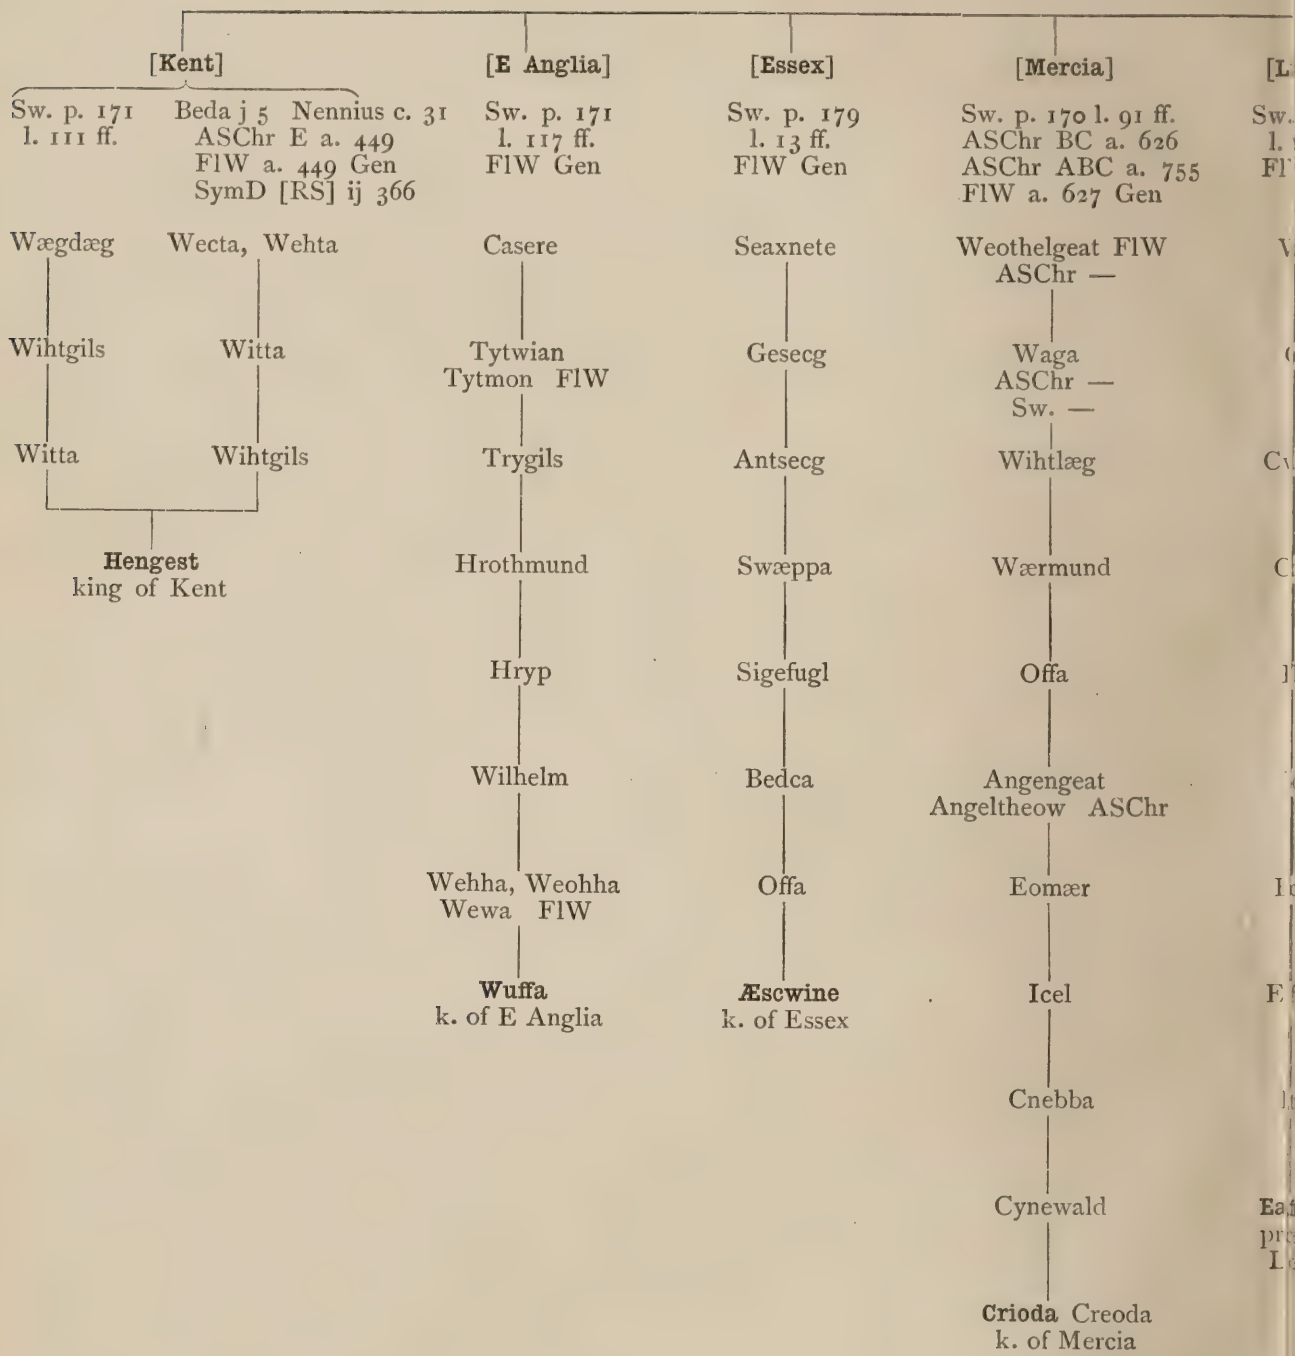 [Kent]
Sw. p. 171
l. 111 ff.
Beda j 5 Nennius c. 31
ASChr E a. 449
FlW a. 449 Gen
SymD [RS] ij 366
Wægdæg
Wihtgils
Witta
Wecta, Wehta
Witta
Wihtgils
Hengest
king of Kent
[E Anglia]
Sw. p. 171
l. 117 ff.
FlW Gen
Casere
Tytwian
Tytmon FlW
Trygils
Hrothmund
Hryp
Wilhelm
Wehha, Weohha
Wewa FlW
Wuffa
k. of E Anglia
[Essex]
Sw. p. 179
l. 13 ff.
FlW Gen
Seaxnete
Gesecg
Antsecg
Swæppa
Sigefugl
Bedca
Offa
Æscwine
k. of Essex
[Mercia]
Sw. p. 170 l. 91 ff.
ASChr BC a. 626
ASChr ABC a. 755
FlW a. 627 Gen
Weothelgeat FlW
ASChr —
Waga
ASChr —
Sw. —
Wihtlæg
Wærmund
Offa
Angengeat
Angeltheow ASChr
Eomær
Icel
Cnebba
Cynewald
Crioda Creoda
k. of Mercia
[L
Sw.
l.